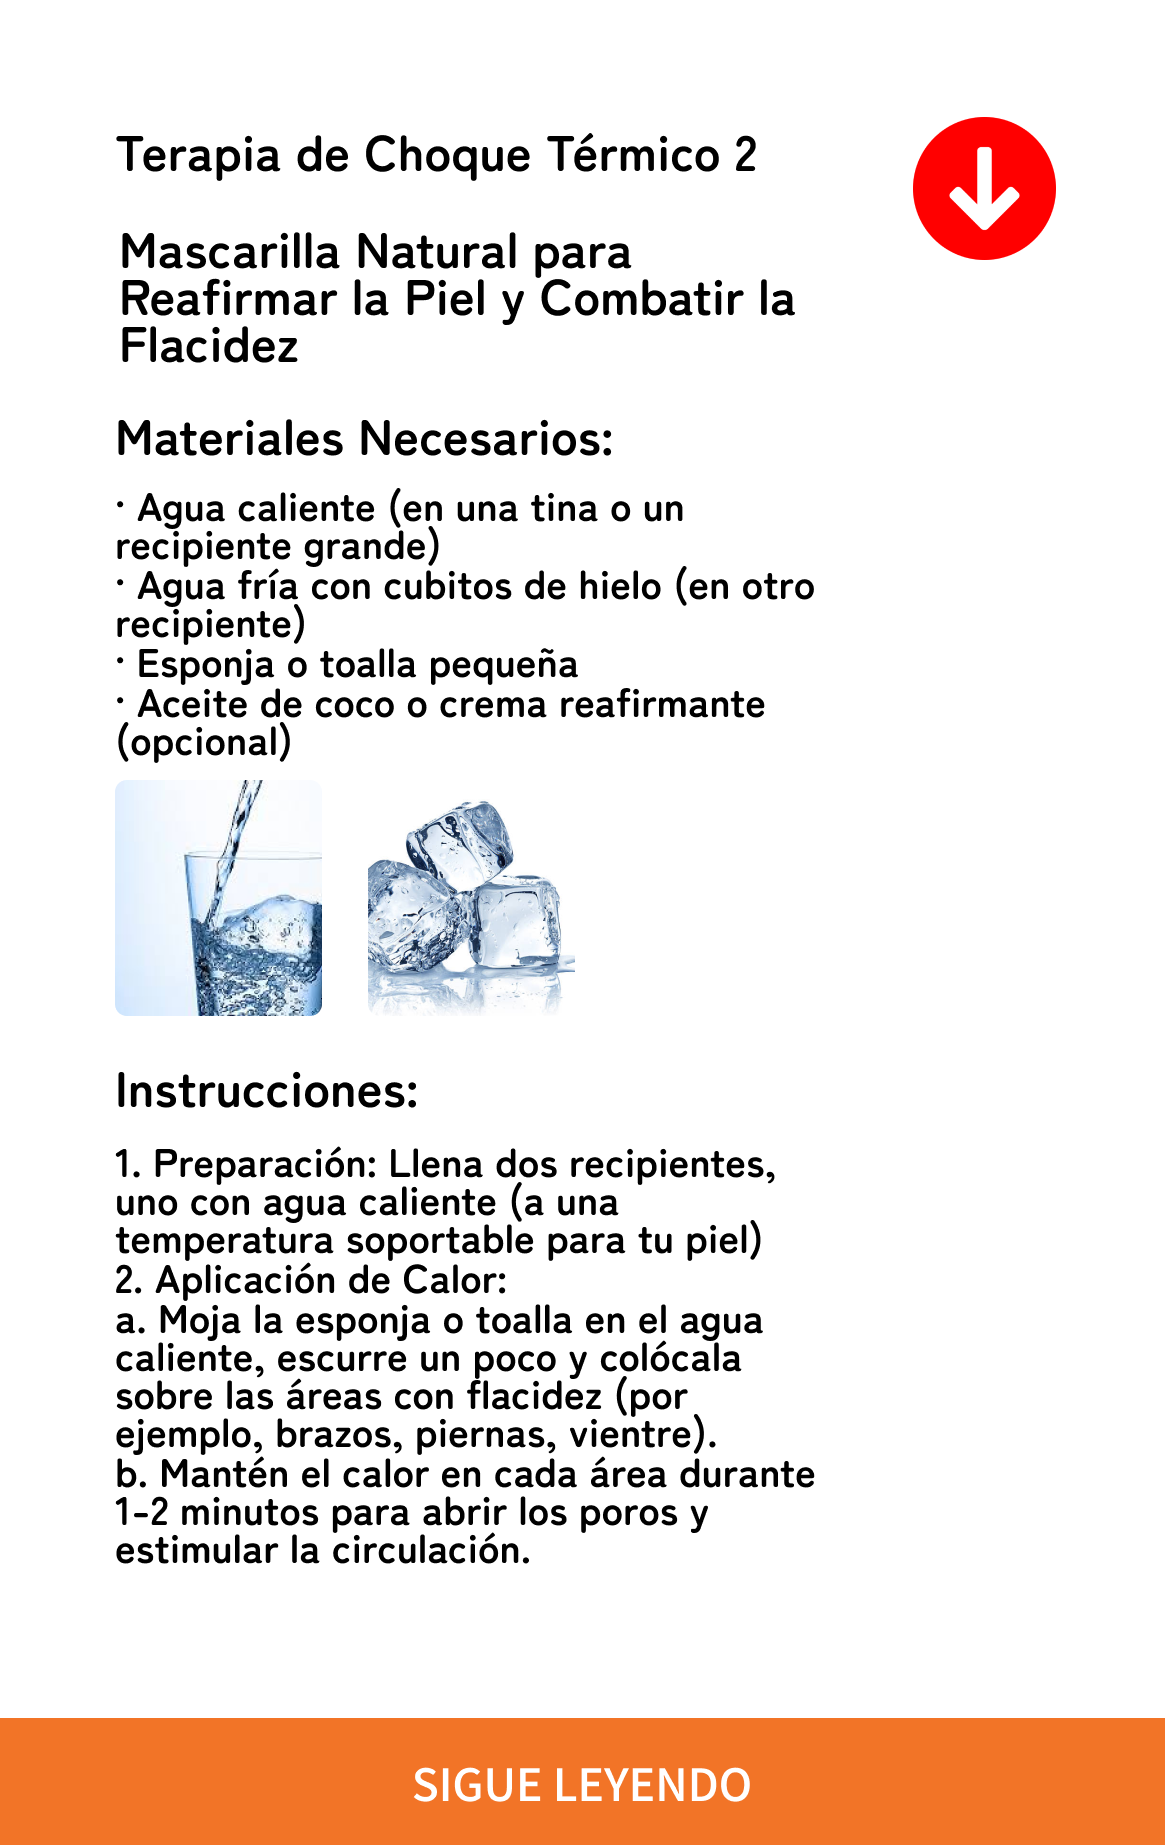 Terapia de Choque Térmico 2
Mascarilla Natural para
Reafirmar la Piel y Combatir la
Flacidez
Materiales Necesarios:
· Agua caliente (en una tina o un
recipiente grande)
· Agua fría con cubitos de hielo (en otro
recipiente)
· Esponja o toalla pequeña
· Aceite de coco o crema reafirmante
(opcional)
Instrucciones:
1. Preparación: Llena dos recipientes,
uno con agua caliente (a una
temperatura soportable para tu piel)
2. Aplicación de Calor:
a. Moja la esponja o toalla en el agua
caliente, escurre un poco y colócala
sobre las áreas con flacidez (por
ejemplo, brazos, piernas, vientre).
b. Mantén el calor en cada área durante
1-2 minutos para abrir los poros y
estimular la circulación.
SIGUE LEYENDO